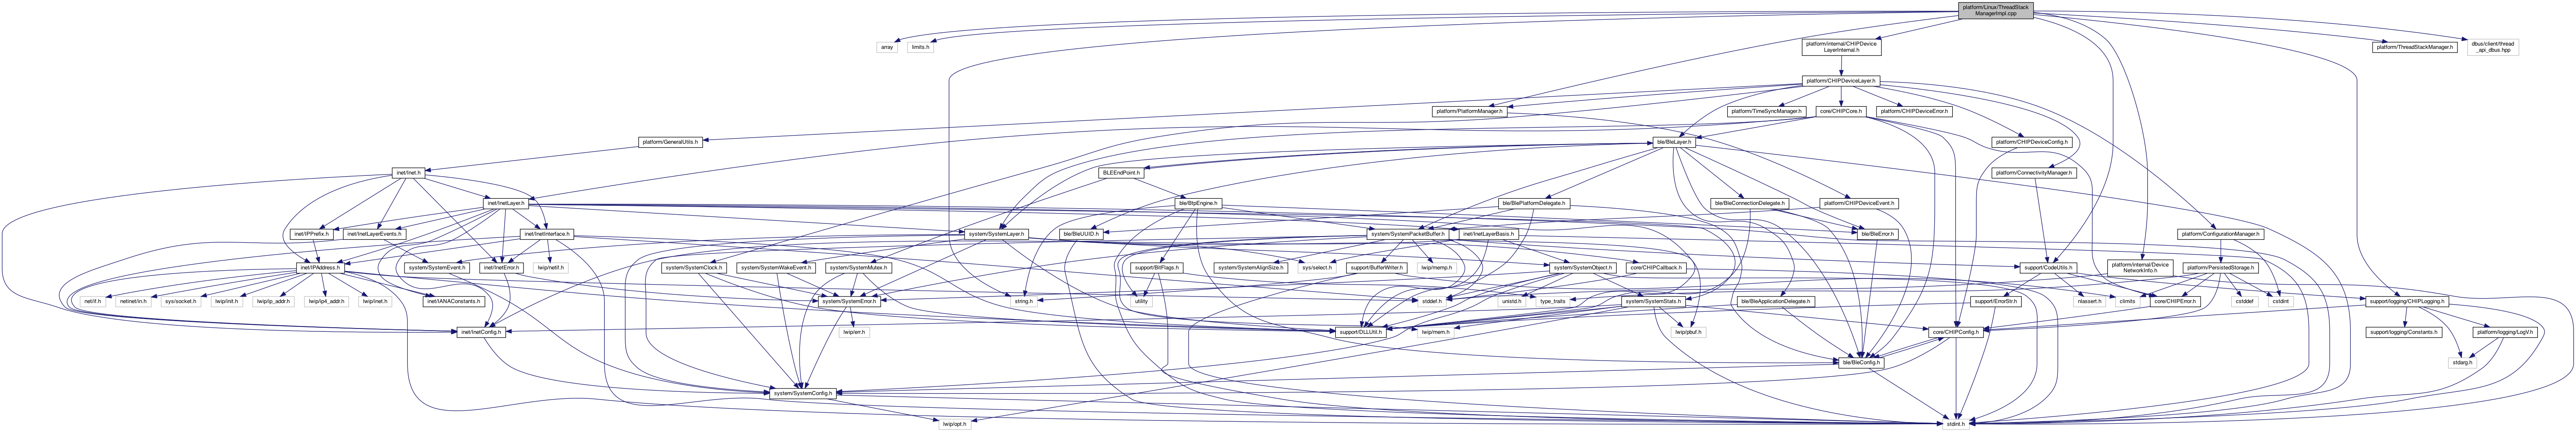 platform/Linux/ThreadStack
ManagerImpl.cpp
array
limits.h
platform/internal/CHIPDevice
LayerInternal.h
platform/ThreadStackManager.h
dbus/client/thread
_api_dbus.hpp
platform/CHIPDeviceLayer.h
platform/PlatformManager.h
platform/TimeSyncManager.h
core/CHIPCore.h
platform/CHIPDeviceError.h
platform/GeneralUtils.h
ble/BleLayer.h
platform/CHIPDeviceConfig.h
inet/Inet.h
BLEEndPoint.h
platform/ConnectivityManager.h
inet/InetLayer.h
ble/BtpEngine.h
ble/BlePlatformDelegate.h
ble/BleConnectionDelegate.h
platform/CHIPDeviceEvent.h
inet/IPPrefix.h
inet/InetLayerEvents.h
inet/InetInterface.h
system/SystemLayer.h
ble/BleUUID.h
system/SystemPacketBuffer.h
inet/InetLayerBasis.h
ble/BleError.h
platform/ConfigurationManager.h
inet/IPAddress.h
system/SystemEvent.h
inet/InetError.h
lwip/netif.h
sys/select.h
system/SystemClock.h
system/SystemWakeEvent.h
system/SystemMutex.h
support/BitFlags.h
system/SystemAlignSize.h
support/BufferWriter.h
lwip/memp.h
system/SystemObject.h
core/CHIPCallback.h
support/CodeUtils.h
platform/internal/Device
NetworkInfo.h
platform/PersistedStorage.h
net/if.h
netinet/in.h
sys/socket.h
lwip/init.h
lwip/ip_addr.h
lwip/ip4_addr.h
lwip/inet.h
inet/IANAConstants.h
string.h
system/SystemError.h
utility
stddef.h
unistd.h
type_traits
system/SystemStats.h
ble/BleApplicationDelegate.h
support/ErrorStr.h
nlassert.h
climits
core/CHIPError.h
cstddef
cstdint
support/logging/CHIPLogging.h
inet/InetConfig.h
lwip/err.h
support/DLLUtil.h
lwip/mem.h
lwip/pbuf.h
core/CHIPConfig.h
support/logging/Constants.h
platform/logging/LogV.h
ble/BleConfig.h
stdarg.h
system/SystemConfig.h
lwip/opt.h
stdint.h